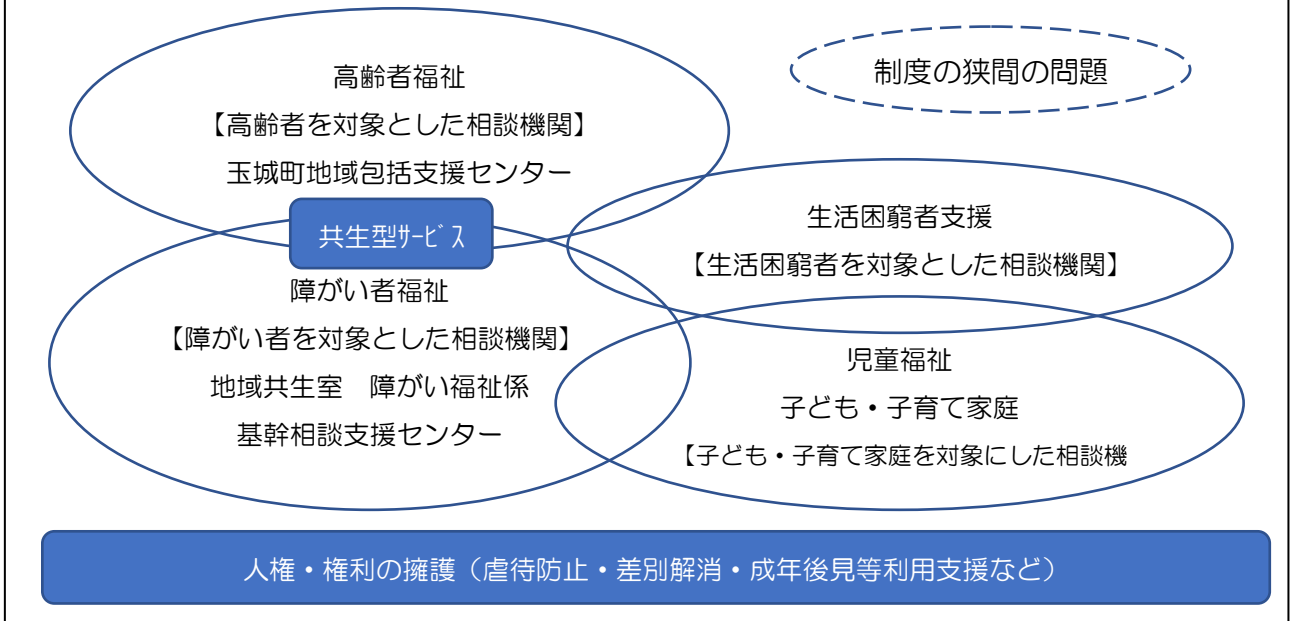 高齢者福祉
【高齢者を対象とした相談機関】
玉城町地域包括支援センター
制度の狭間の問題
共生型ｻｰﾋﾞｽ
生活困窮者支援
【生活困窮者を対象とした相談機関】
障がい者福祉
【障がい者を対象とした相談機関】
地域共生室　障がい福祉係
基幹相談支援センター
児童福祉
子ども・子育て家庭
【子ども・子育て家庭を対象にした相談機
人権・権利の擁護（虐待防止・差別解消・成年後見等利用支援など）